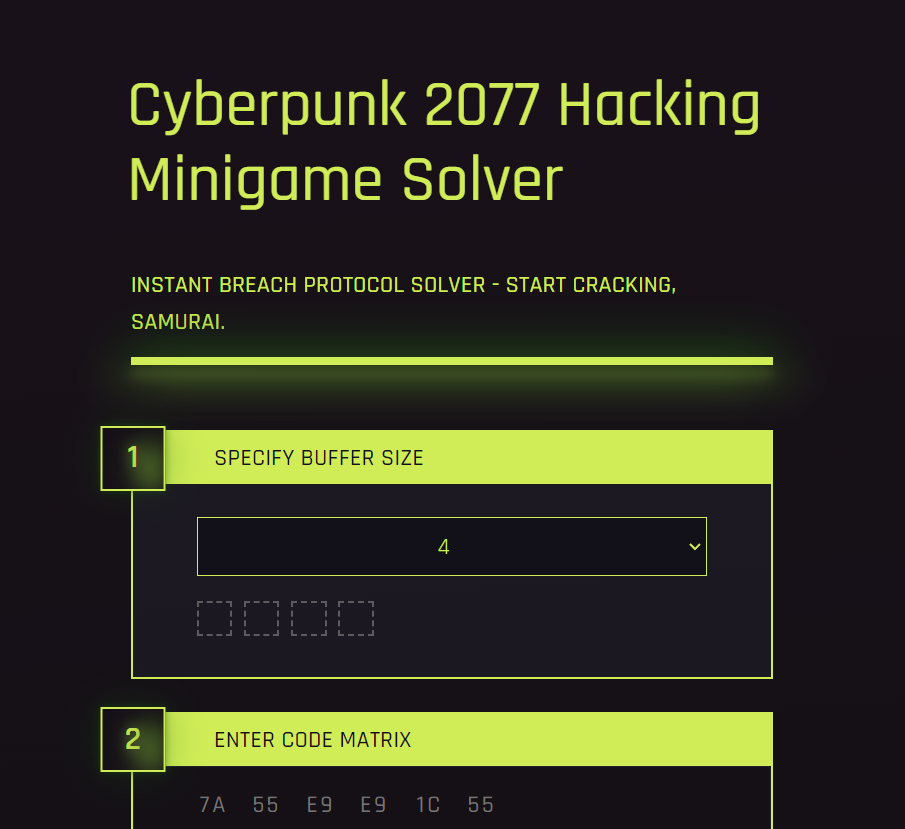 Cyberpunk 2077 Hacking
Minigame Solver
INSTANT BREACH PROTOCOL SOLVER - START CRACKING,
SAMURAI.
1 SPECIFY BUFFER SIZE
4
2 ENTER CODE MATRIX
7A 55 E9 E9 1C 55